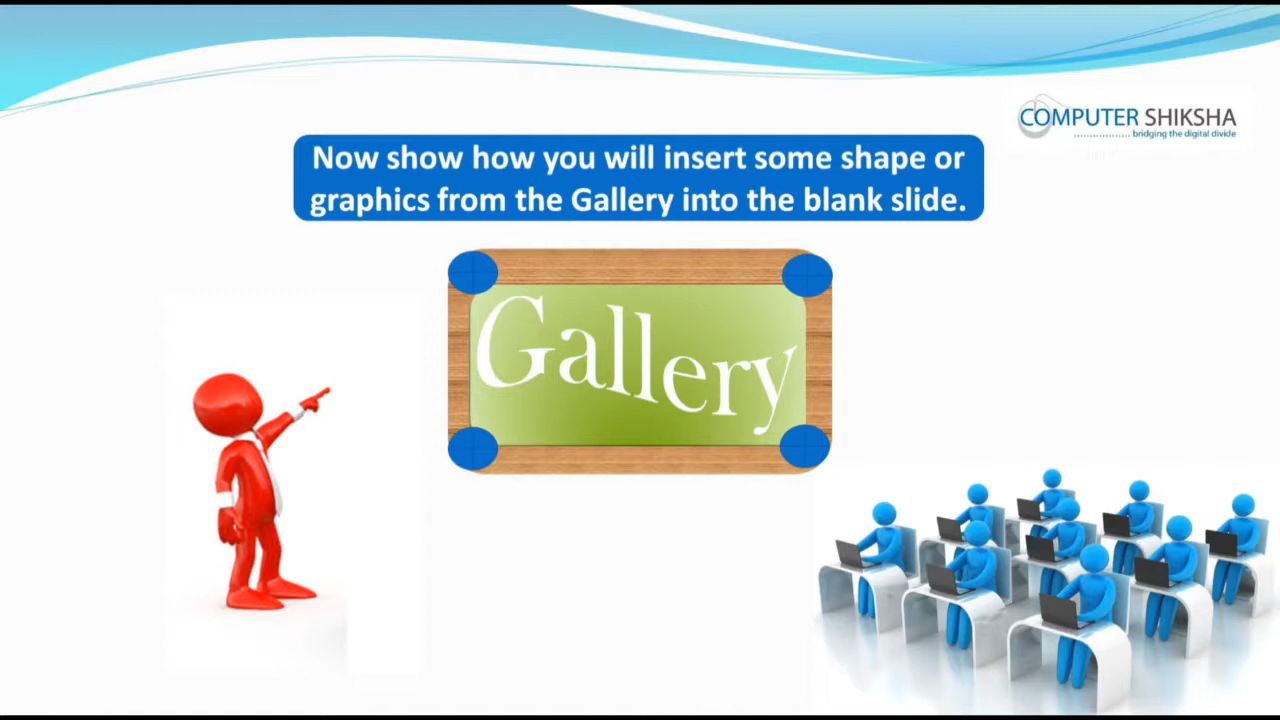 COMPUTER SHIKSHA
bridging the digital divide
Now show how you will insert some shape or
graphics from the Gallery into the blank slide.
Gallery